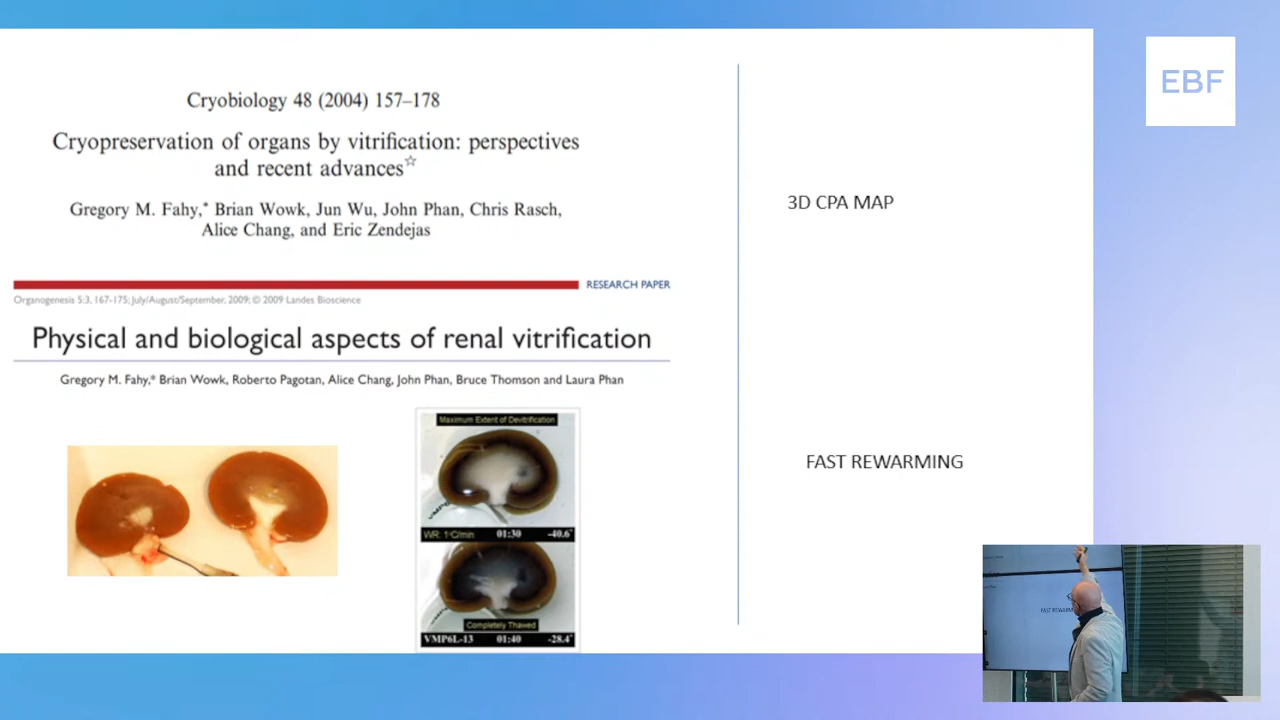 EBF
Cryobiology 48 (2004) 157–178
Cryopreservation of organs by vitrification: perspectives
and recent advances☆
Gregory M. Fahy,* Brian Wowk, Jun Wu, John Phan, Chris Rasch,
Alice Chang, and Eric Zendejas
RESEARCH PAPER
Organogenesis 5:3, 167-175; July/August/September, 2009; © 2009 Landes Bioscience
Physical and biological aspects of renal vitrification
Gregory M. Fahy,* Brian Wowk, Roberto Pagotan, Alice Chang, John Phan, Bruce Thomson and Laura Phan
Maximum Extent of Devitrification
WR: 1°C/min 01:30 -40.6°
Completely Thawed
VMP6L-13 01:40 -28.4°
3D CPA MAP
FAST REWARMING